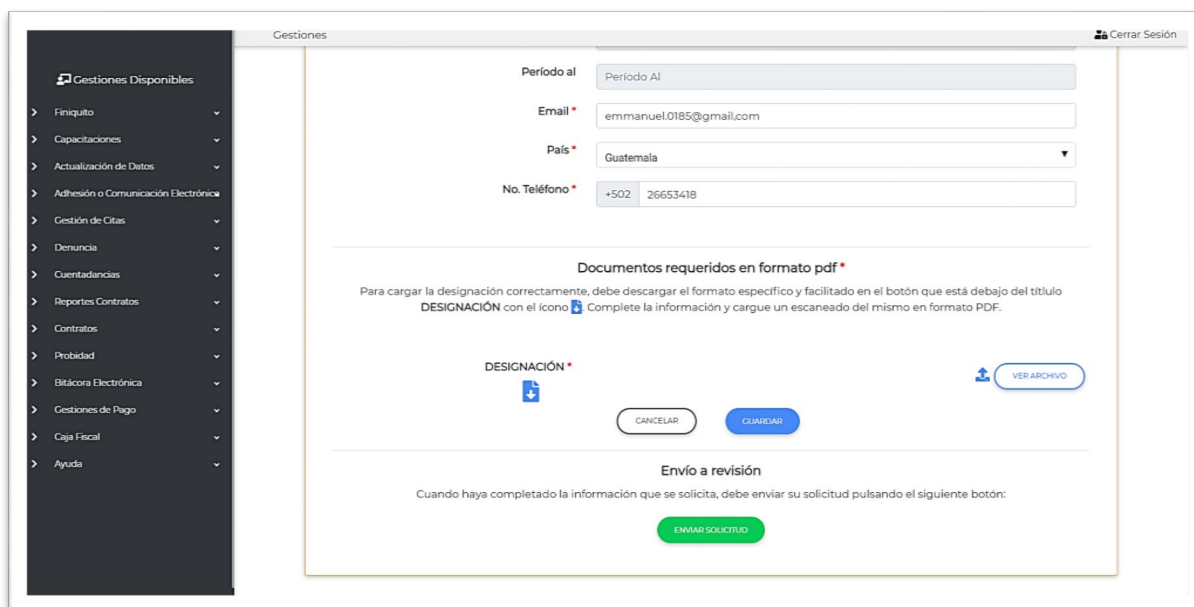 Gestiones
Cerrar Sesión
Gestiones Disponibles
Finiquito
Capacitaciones
Actualización de Datos
Adhesión o Comunicación Electrónica
Gestión de Citas
Denuncia
Cuentadancias
Reportes Contratos
Contratos
Probidad
Bitácora Electrónica
Gestiones de Pago
Caja Fiscal
Ayuda
Período al
Período Al
Email *
emmanuel.0185@gmail.com
País *
Guatemala
No. Teléfono *
+502 26653418
Documentos requeridos en formato pdf *
Para cargar la designación correctamente, debe descargar el formato específico y facilitado en el botón que está debajo del títlulo
DESIGNACIÓN con el ícono . Complete la información y cargue un escaneado del mismo en formato PDF.
DESIGNACIÓN *
VER ARCHIVO
CANCELAR
GUARDAR
Envío a revisión
Cuando haya completado la información que se solicita, debe enviar su solicitud pulsando el siguiente botón:
ENVIAR SOLICITUD